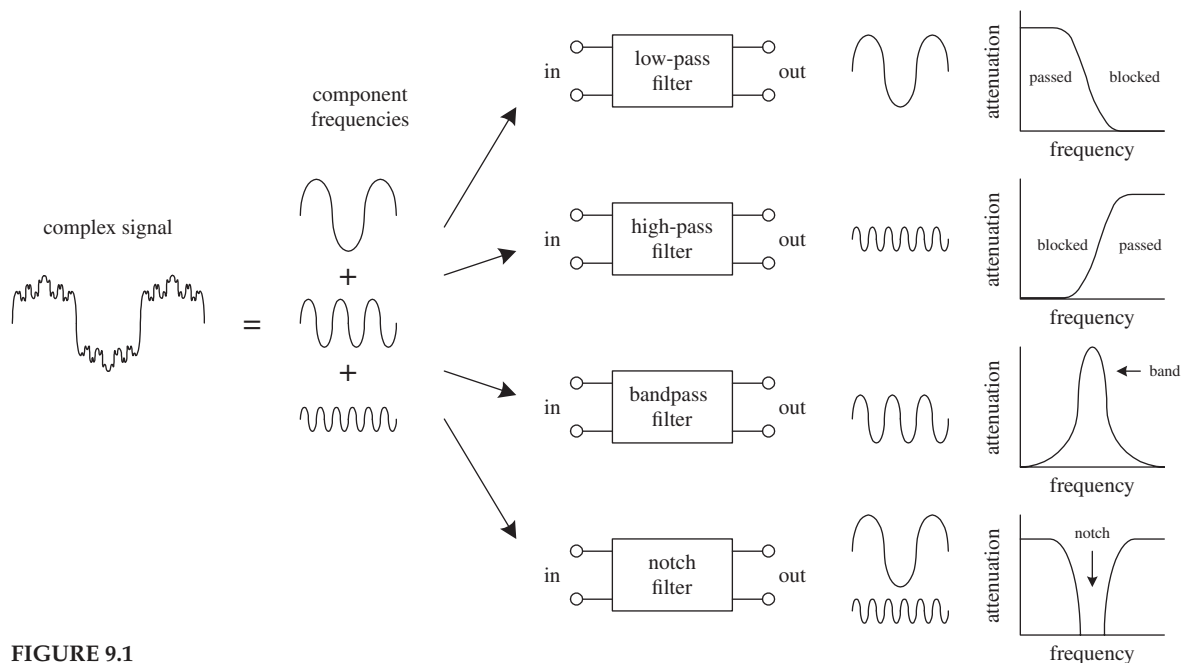 complex signal
=
component
frequencies
+
+
in
low-pass
filter
out
attenuation
passed
blocked
frequency
in
high-pass
filter
out
attenuation
blocked
passed
frequency
in
bandpass
filter
out
attenuation
band
frequency
in
notch
filter
out
attenuation
notch
frequency
FIGURE 9.1